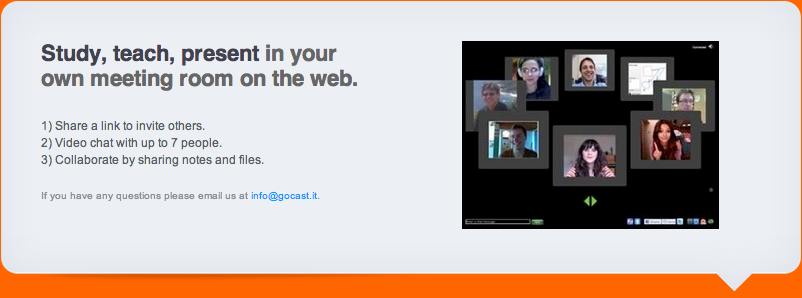 Study, teach, present in your
own meeting room on the web.
1) Share a link to invite others.
2) Video chat with up to 7 people.
3) Collaborate by sharing notes and files.
If you have any questions please email us at info@gocast.it.